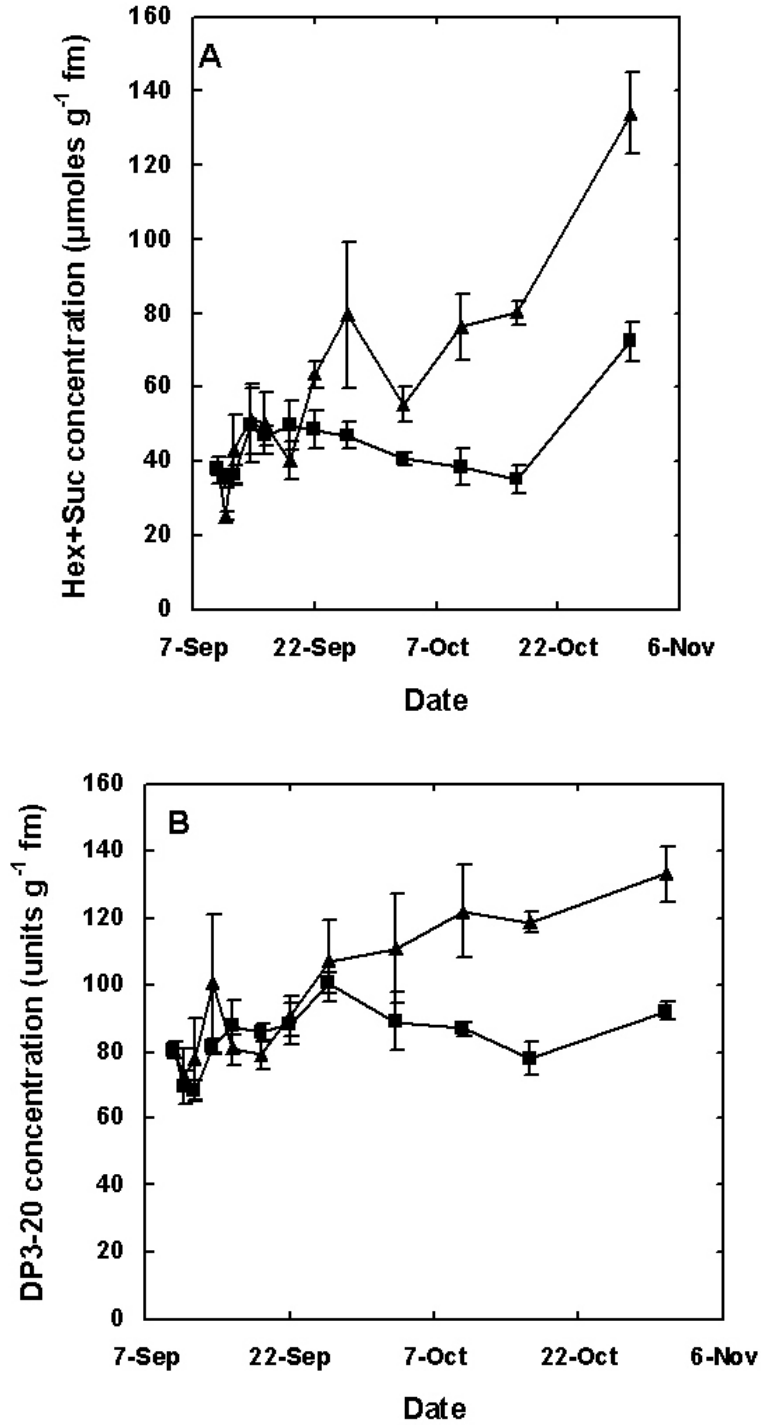 160
A
140
120
100
80
60
40
20
0
Hex+Suc concentration (µmoles g⁻¹ fm)
7-Sep 22-Sep 7-Oct 22-Oct 6-Nov
Date
160
B
140
120
100
80
60
40
20
0
DP3-20 concentration (units g⁻¹ fm)
7-Sep 22-Sep 7-Oct 22-Oct 6-Nov
Date